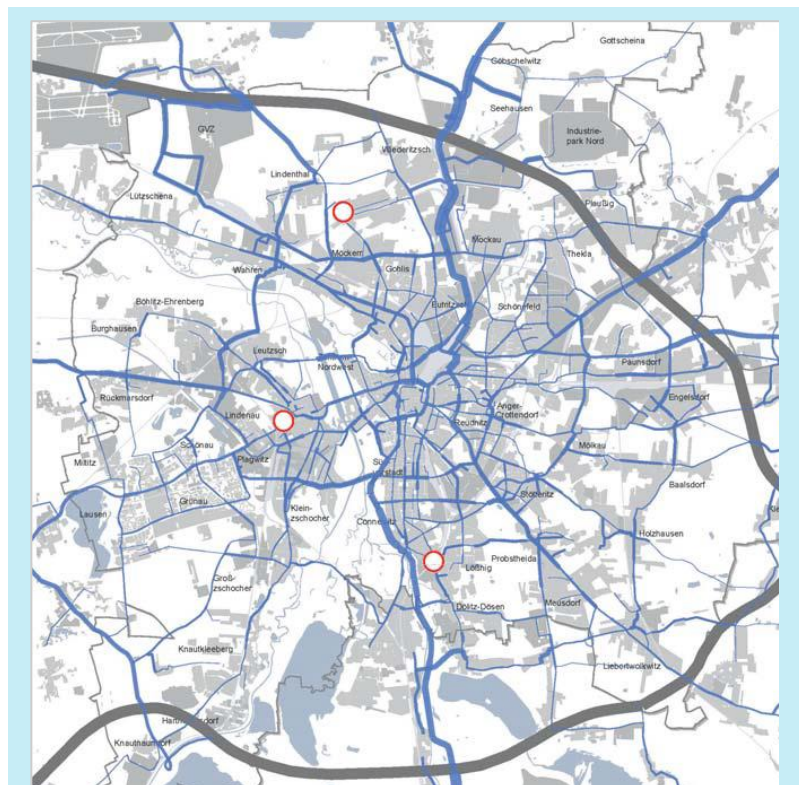 Gottscheina
Göbschelwitz
Seehausen
GVZ
Industrie-
park Nord
Wiederitzsch
Lindenthal
Lützschena
Plaußig
Mockau
Möckern
Thekla
Gohlis
Wahren
Böhlitz-Ehrenberg
Eutritzsch
Schönefeld
Burghausen
Leutzsch
Nordwest
Paunsdorf
Rückmarsdorf
Engelsdorf
Anger-
Crottendorf
Lindenau
Reudnitz
Schönau
Mölkau
Miltitz
Plagwitz
Grünau
Baalsdorf
Stötteritz
Lausen
Klein-
zschocher
Connewitz
Holzhausen
Probstheida
Lößnig
Groß-
zschocher
Dölitz-Dösen
Meusdorf
Knautkleeberg
Liebertwolkwitz